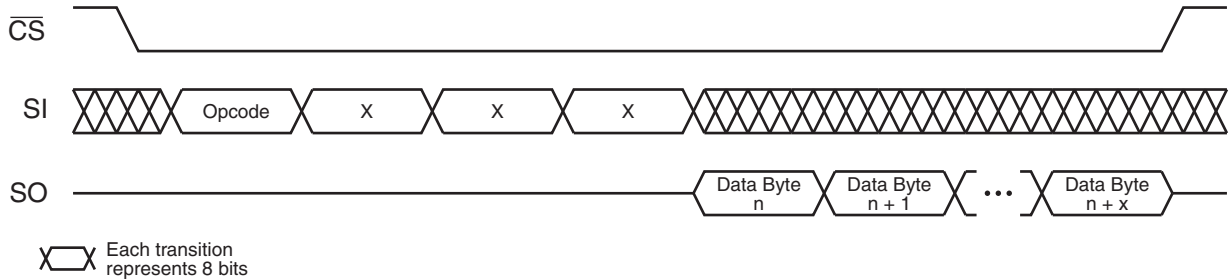 CS
SI
Opcode X X X
SO
Data Byte n
Data Byte n + 1
•••
Data Byte n + x
Each transition
represents 8 bits